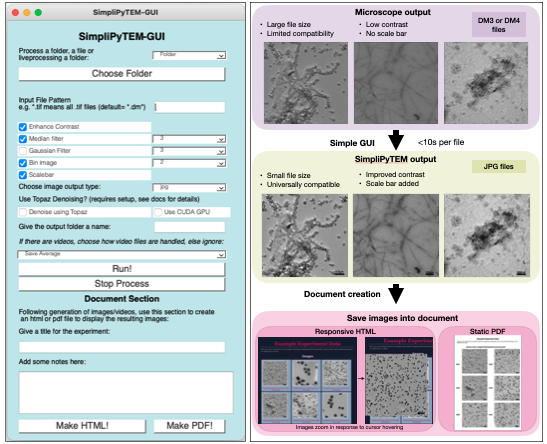 SimpliPyTEM-GUI
SimpliPyTEM-GUI
Process a folder, a file or
liveprocessing a folder:
Folder
Choose Folder
Input File Pattern
e.g. *.tif means all .tif files (default= *.dm*)
Enhance Contrast
Median filter
3
Gaussian Filter
3
Bin image
2
Scalebar
Choose image output type:
jpg
Use Topaz Denoising? (requires setup, see docs for details)
Denoise using Topaz
Use CUDA GPU
Give the output folder a name:
If there are videos, choose how video files are handled, else ignore:
Save Average
Run!
Stop Process
Document Section
Following generation of images/videos, use this section to create
an html or pdf file to display the resulting images:
Give a title for the experiment:
Add some notes here:
Make HTML!
Make PDF!
Microscope output
• Large file size
• Limited compatibility
• Low contrast
• No scale bar
DM3 or DM4
files
Simple GUI
<10s per file
SimpliPyTEM output
• Small file size
• Universally compatible
• Improved contrast
• Scale bar added
JPG files
Document creation
Save images into document
Responsive HTML
Static PDF
Example Experiment Data
Images
Example Experiment
Images zoom in response to cursor hovering